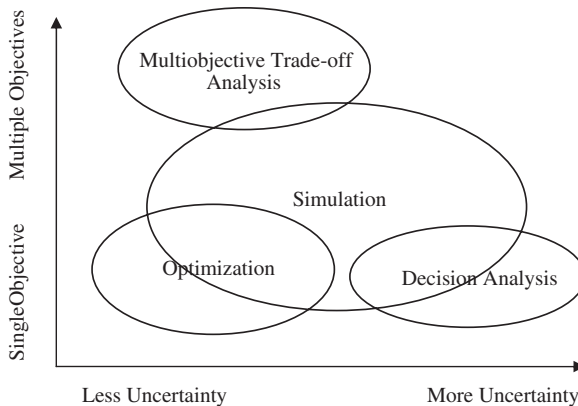 Multiple Objectives
SingleObjective
Multiobjective Trade-off
Analysis
Simulation
Optimization
Decision Analysis
Less Uncertainty
More Uncertainty